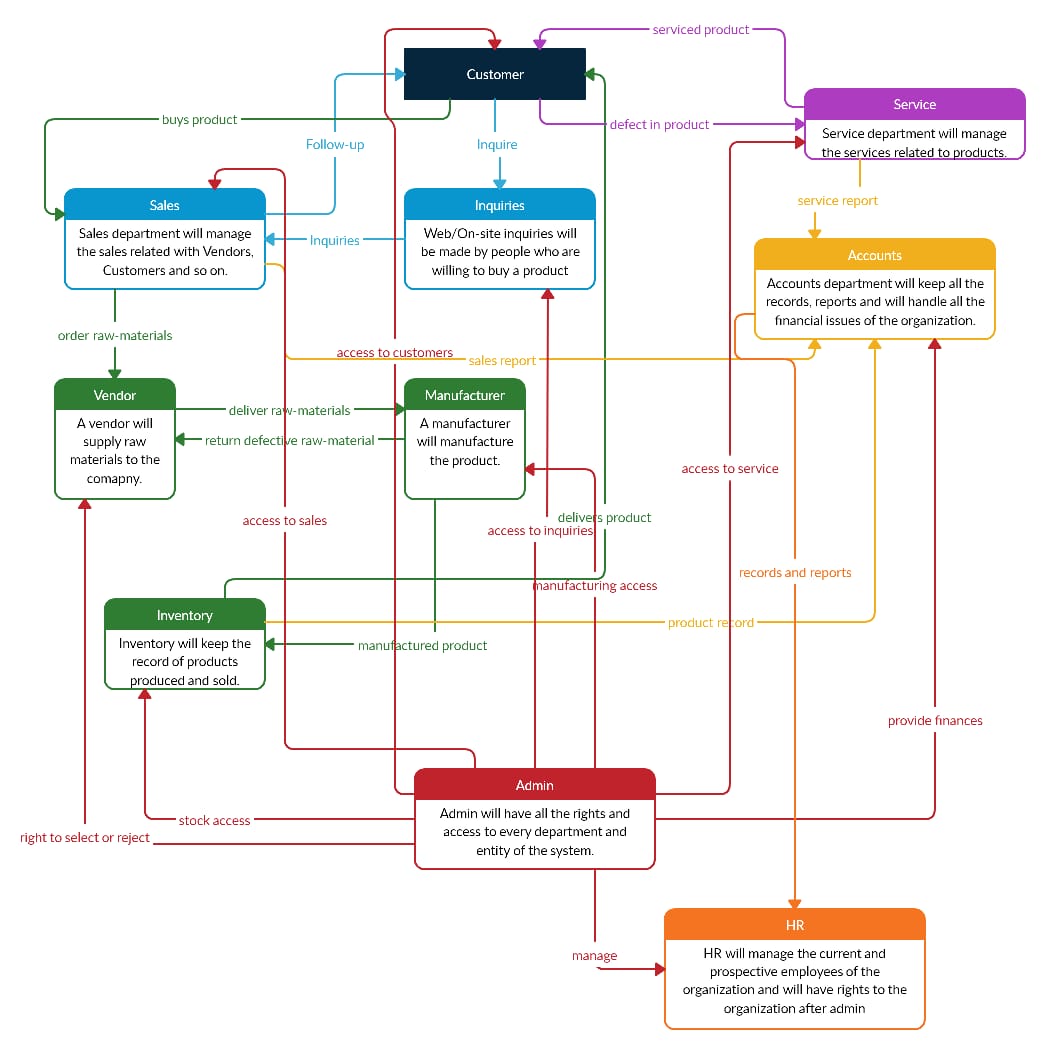 serviced product
Customer
Service
buys product
defect in product
Service department will manage
the services related to products.
Follow-up
Inquire
service report
Sales
Sales department will manage
the sales related with Vendors,
Customers and so on.
Inquiries
Inquiries
Web/On-site inquiries will
be made by people who are
willing to buy a product
Accounts
Accounts department will keep all the
records, reports and will handle all the
financial issues of the organization.
order raw-materials
access to customers
sales report
Vendor
A vendor will
supply raw
materials to the
comapny.
deliver raw-materials
return defective raw-material
Manufacturer
A manufacturer
will manufacture
the product.
access to service
access to sales
delivers product
access to inquiries
records and reports
manufacturing access
Inventory
Inventory will keep the
record of products
produced and sold.
product record
manufactured product
provide finances
Admin
Admin will have all the rights and
access to every department and
entity of the system.
stock access
right to select or reject
HR
HR will manage the current and
prospective employees of the
organization and will have rights to the
organization after admin
manage